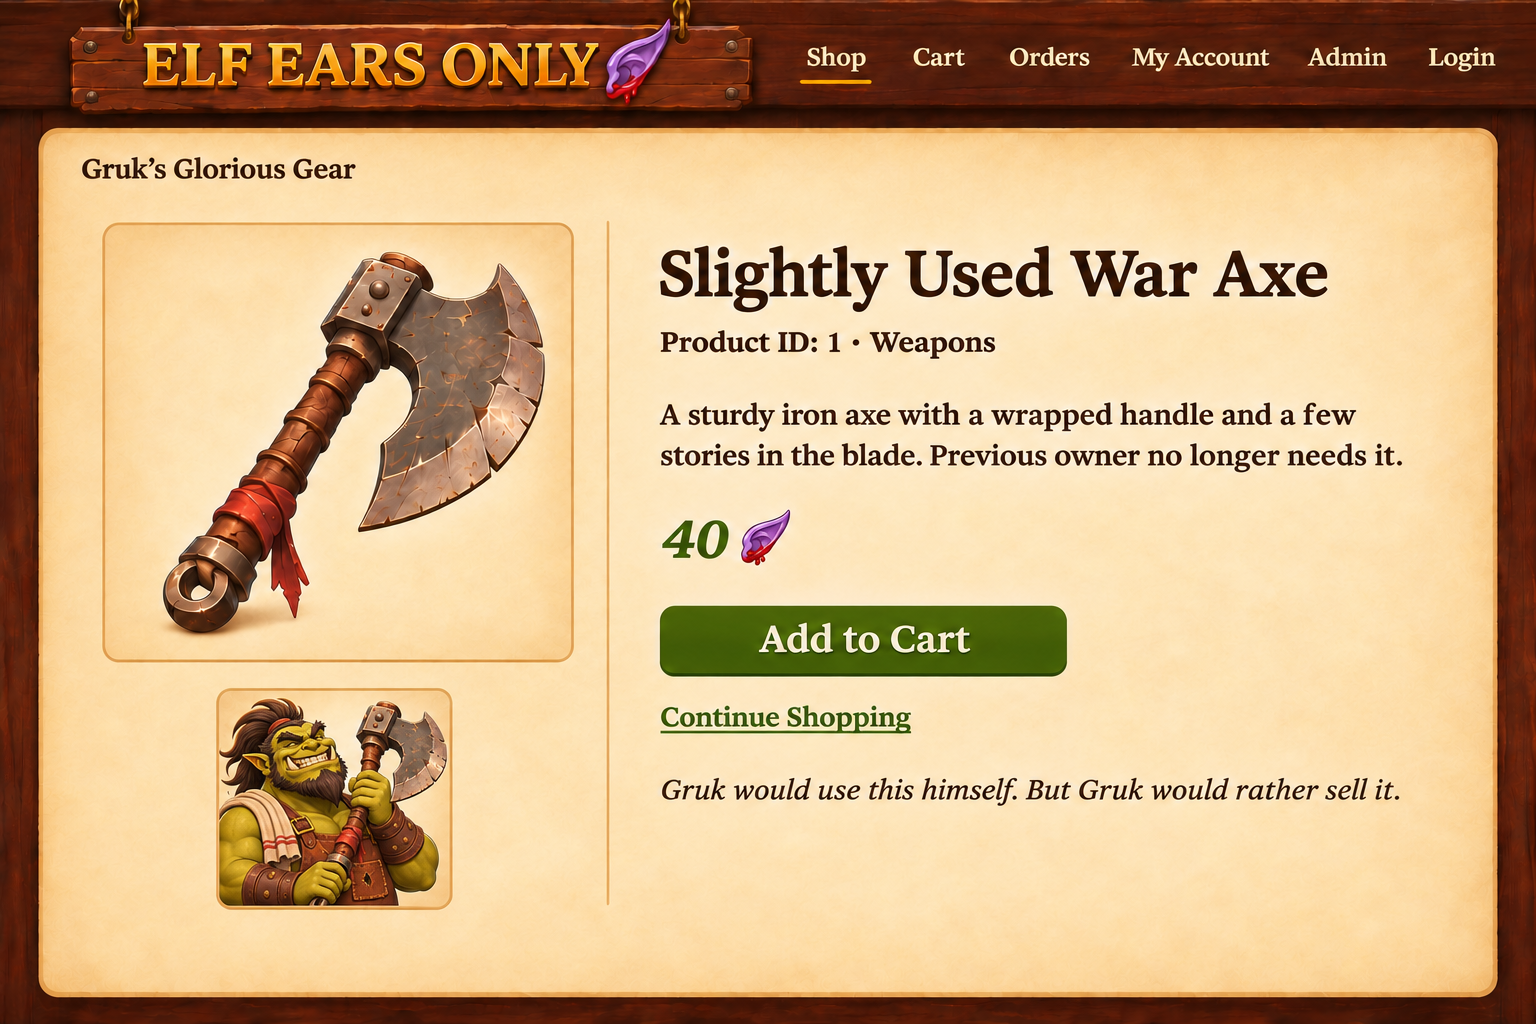 ELF EARS ONLY
Shop Cart Orders My Account Admin Login
Gruk’s Glorious Gear
Slightly Used War Axe
Product ID: 1 • Weapons
A sturdy iron axe with a wrapped handle and a few
stories in the blade. Previous owner no longer needs it.
40
Add to Cart
Continue Shopping
Gruk would use this himself. But Gruk would rather sell it.